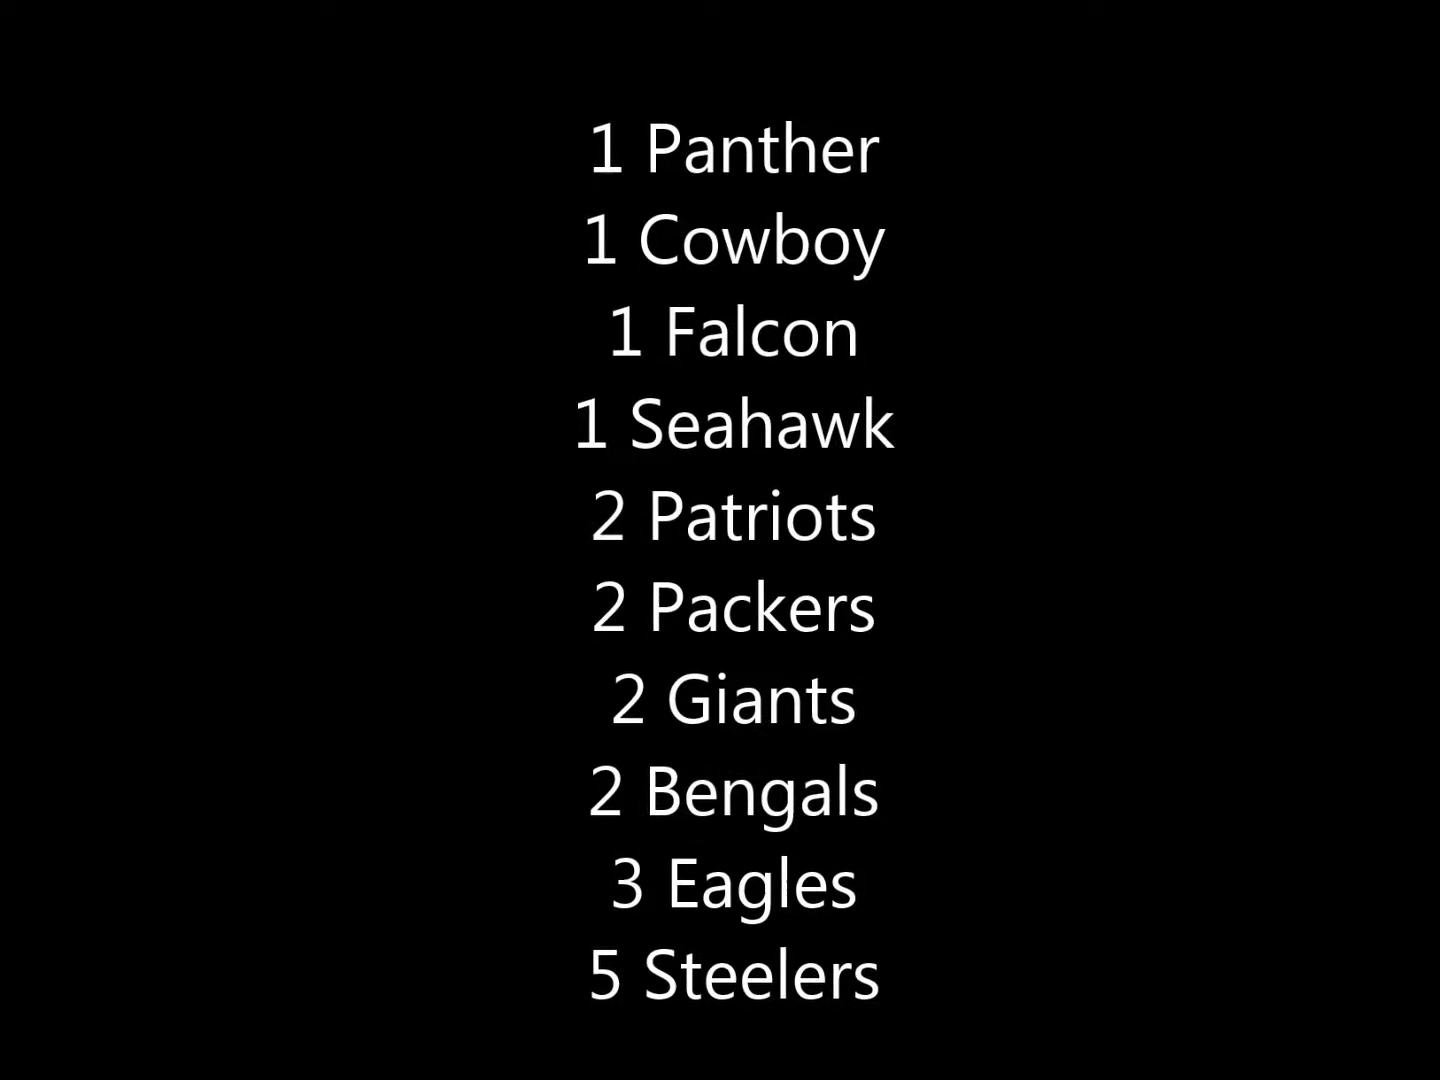 1 Panther
1 Cowboy
1 Falcon
1 Seahawk
2 Patriots
2 Packers
2 Giants
2 Bengals
3 Eagles
5 Steelers